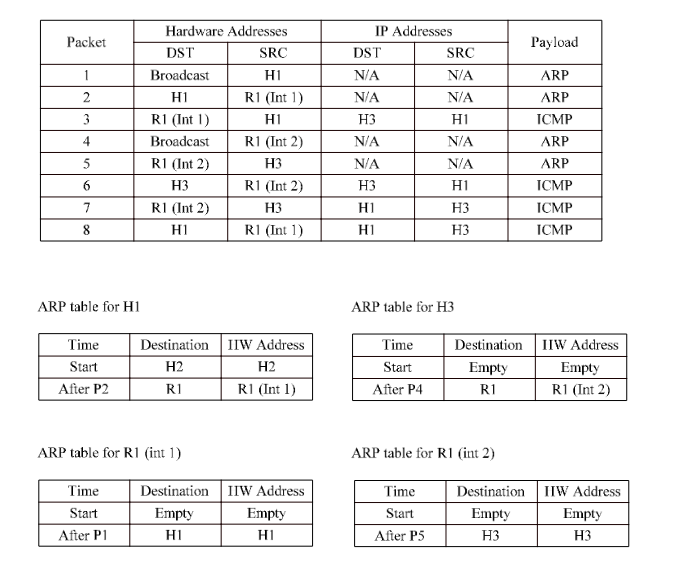 Packet Hardware Addresses IP Addresses Payload
DST SRC DST SRC
1 Broadcast H1 N/A N/A ARP
2 H1 R1 (Int 1) N/A N/A ARP
3 R1 (Int 1) H1 H3 H1 ICMP
4 Broadcast R1 (Int 2) N/A N/A ARP
5 R1 (Int 2) H3 N/A N/A ARP
6 H3 R1 (Int 2) H3 H1 ICMP
7 R1 (Int 2) H3 H1 H3 ICMP
8 H1 R1 (Int 1) H1 H3 ICMP
ARP table for H1
Time Destination HW Address
Start H2 H2
After P2 R1 R1 (Int 1)
ARP table for H3
Time Destination HW Address
Start Empty Empty
After P4 R1 R1 (Int 2)
ARP table for R1 (int 1)
Time Destination HW Address
Start Empty Empty
After P1 H1 H1
ARP table for R1 (int 2)
Time Destination HW Address
Start Empty Empty
After P5 H3 H3